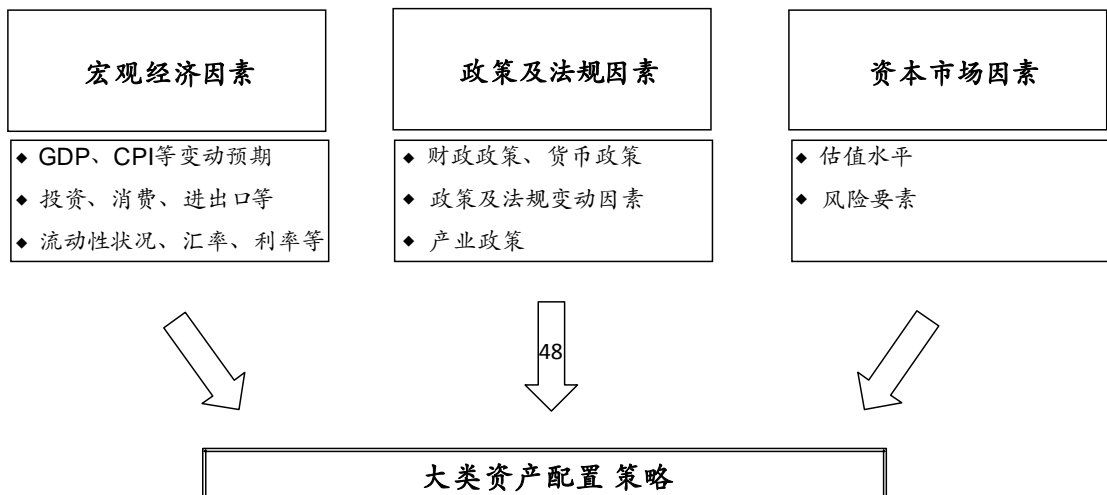 宏观经济因素
◆ GDP、CPI等变动预期
◆ 投资、消费、进出口等
◆ 流动性状况、汇率、利率等
政策及法规因素
◆ 财政政策、货币政策
◆ 政策及法规变动因素
◆ 产业政策
资本市场因素
◆ 估值水平
◆ 风险要素
48
大类资产配置 策略